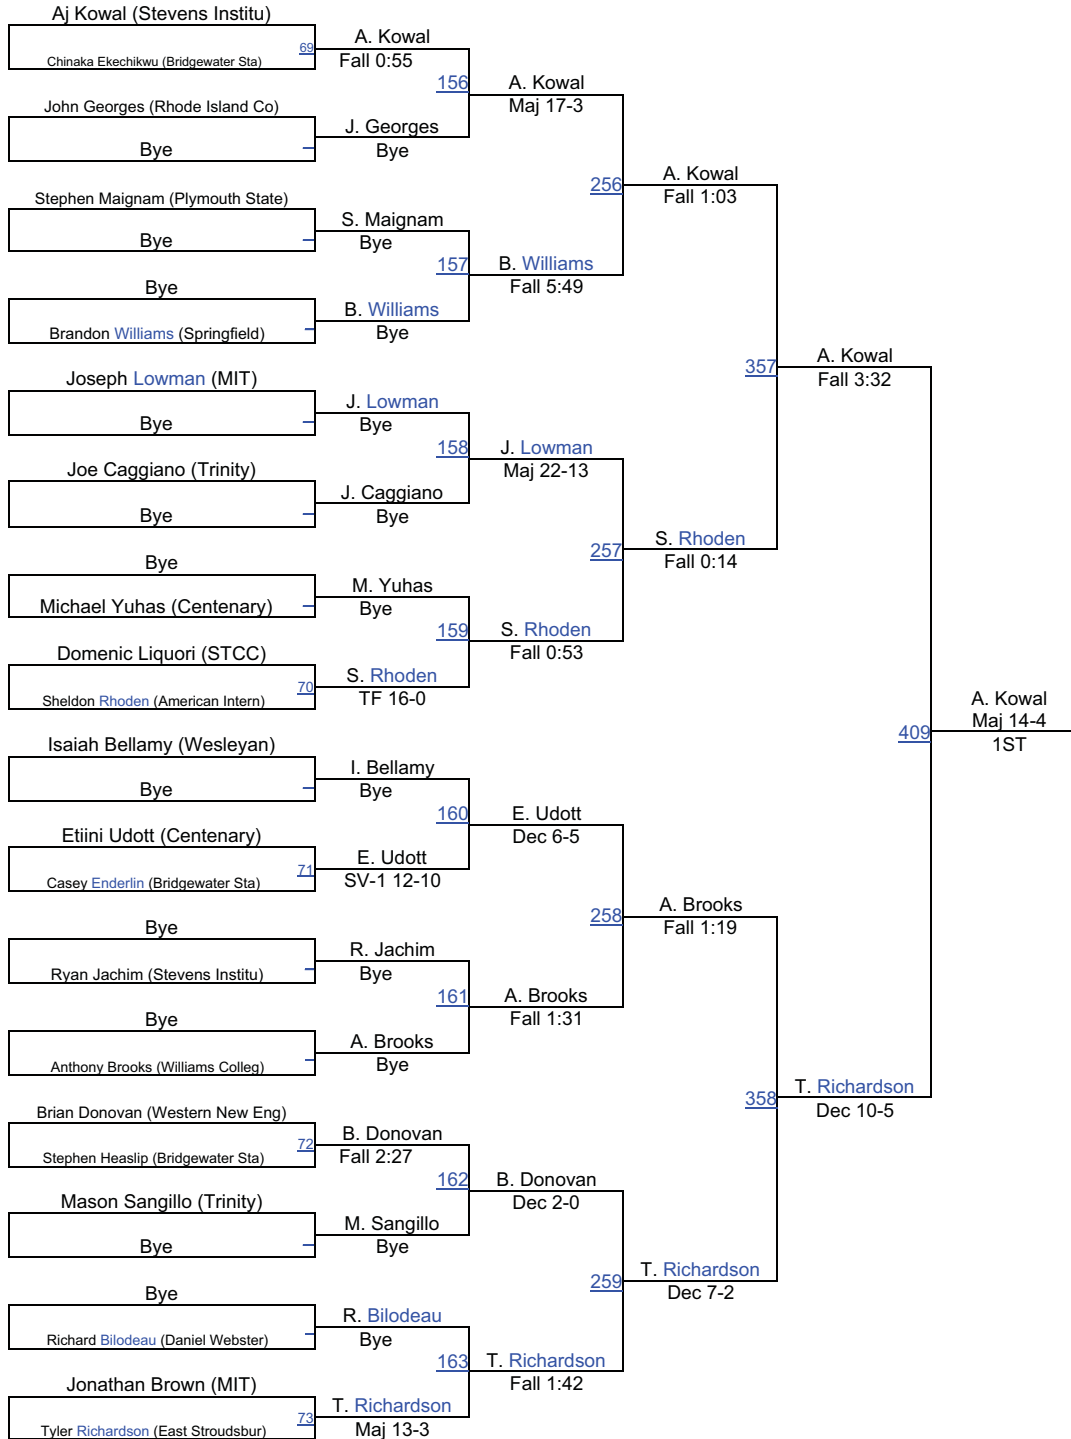 Aj Kowal (Stevens Institu)
69
Chinaka Ekechikwu (Bridgewater Sta)
A. Kowal
Fall 0:55
156
John Georges (Rhode Island Co)
Bye
J. Georges
Bye
A. Kowal
Maj 17-3
256
Stephen Maignam (Plymouth State)
Bye
S. Maignam
Bye
157
Bye
Brandon Williams (Springfield)
B. Williams
Bye
B. Williams
Fall 5:49
A. Kowal
Fall 1:03
357
Joseph Lowman (MIT)
Bye
J. Lowman
Bye
158
Joe Caggiano (Trinity)
Bye
J. Caggiano
Bye
J. Lowman
Maj 22-13
257
Bye
Michael Yuhas (Centenary)
M. Yuhas
Bye
159
Domenic Liquori (STCC)
70
Sheldon Rhoden (American Intern)
S. Rhoden
TF 16-0
S. Rhoden
Fall 0:53
S. Rhoden
Fall 0:14
A. Kowal
Fall 3:32
409
Isaiah Bellamy (Wesleyan)
Bye
I. Bellamy
Bye
160
Etiini Udott (Centenary)
71
Casey Enderlin (Bridgewater Sta)
E. Udott
SV-1 12-10
E. Udott
Dec 6-5
258
Bye
Ryan Jachim (Stevens Institu)
R. Jachim
Bye
161
Bye
Anthony Brooks (Williams Colleg)
A. Brooks
Bye
A. Brooks
Fall 1:31
A. Brooks
Fall 1:19
358
Brian Donovan (Western New Eng)
72
Stephen Heaslip (Bridgewater Sta)
B. Donovan
Fall 2:27
162
Mason Sangillo (Trinity)
Bye
M. Sangillo
Bye
B. Donovan
Dec 2-0
259
Bye
Richard Bilodeau (Daniel Webster)
R. Bilodeau
Bye
163
Jonathan Brown (MIT)
73
Tyler Richardson (East Stroudsbur)
T. Richardson
Maj 13-3
T. Richardson
Fall 1:42
T. Richardson
Dec 7-2
T. Richardson
Dec 10-5
A. Kowal
Maj 14-4
1ST